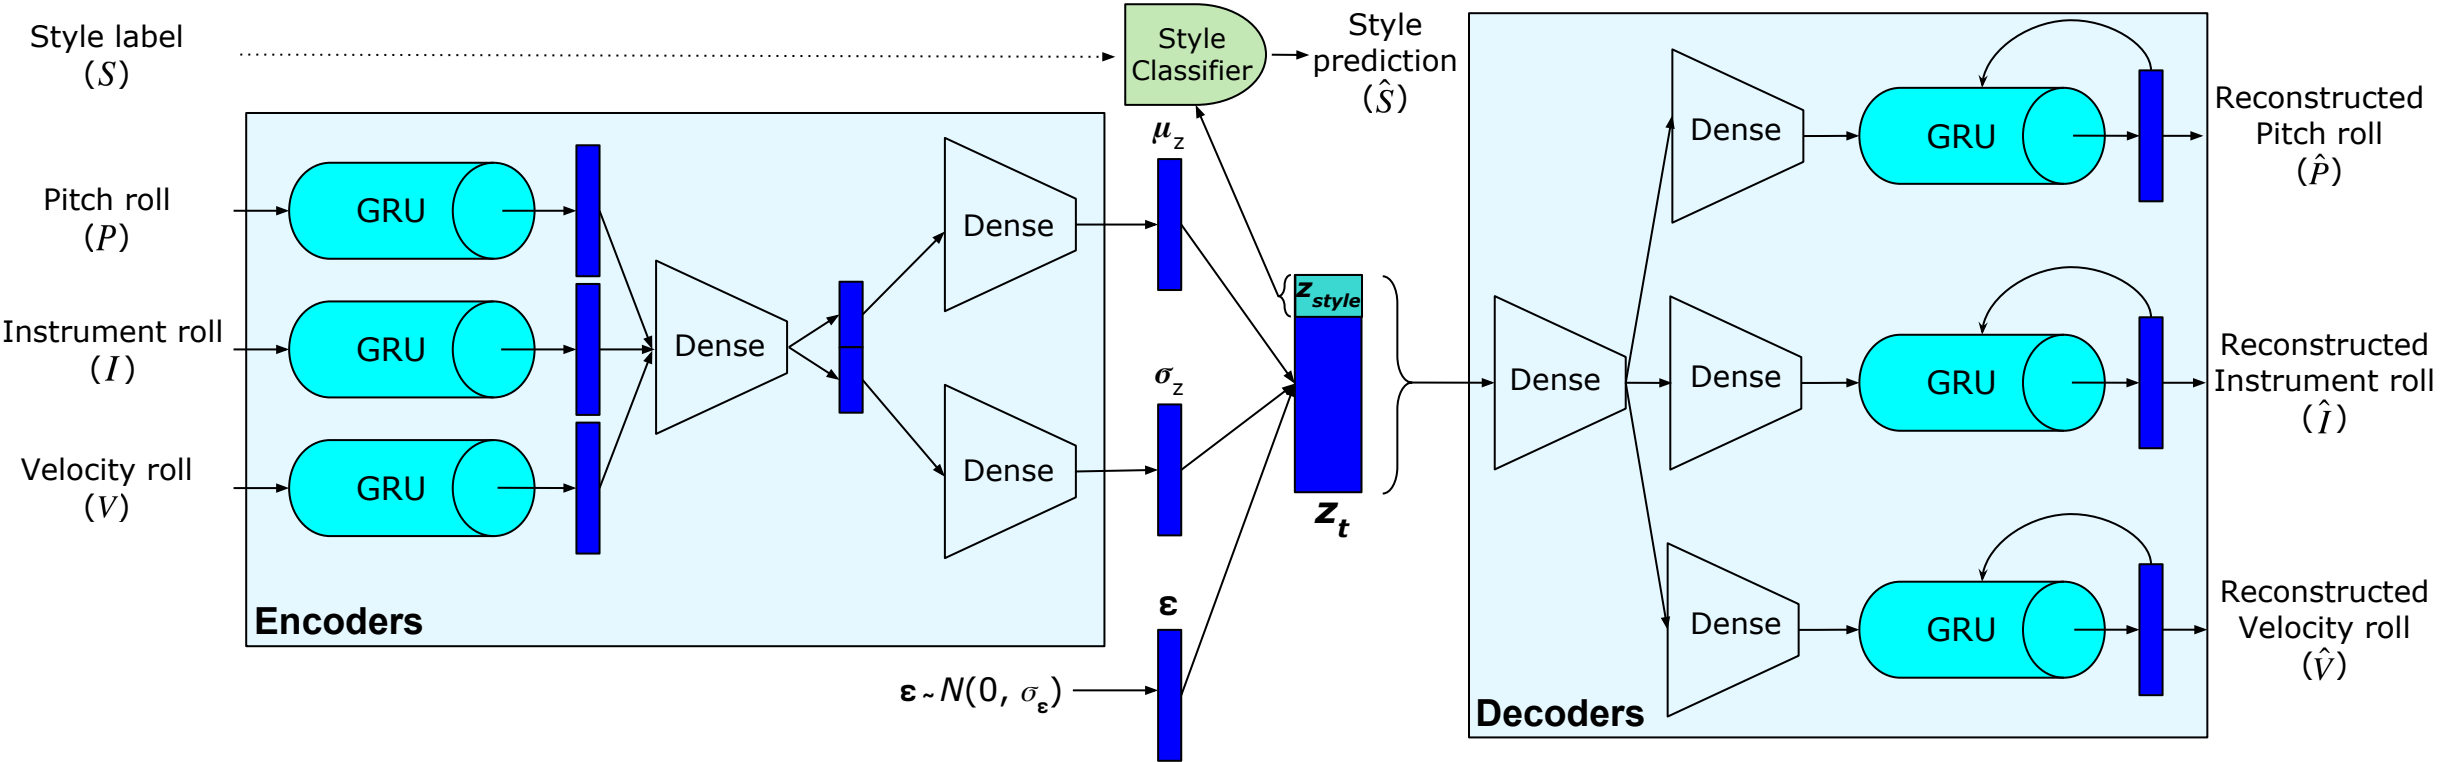 Style label
(S)
Pitch roll
(P)
Instrument roll
(I)
Velocity roll
(V)
GRU
GRU
GRU
Dense
Dense
Dense
Encoders
Style
Classifier
Style
prediction
(Ŝ)
μz
σz
ε
ε ~ N(0, σε)
zstyle
zt
Dense
Dense
Dense
Dense
GRU
GRU
GRU
Decoders
Reconstructed
Pitch roll
(P̂)
Reconstructed
Instrument roll
(Î)
Reconstructed
Velocity roll
(V̂)